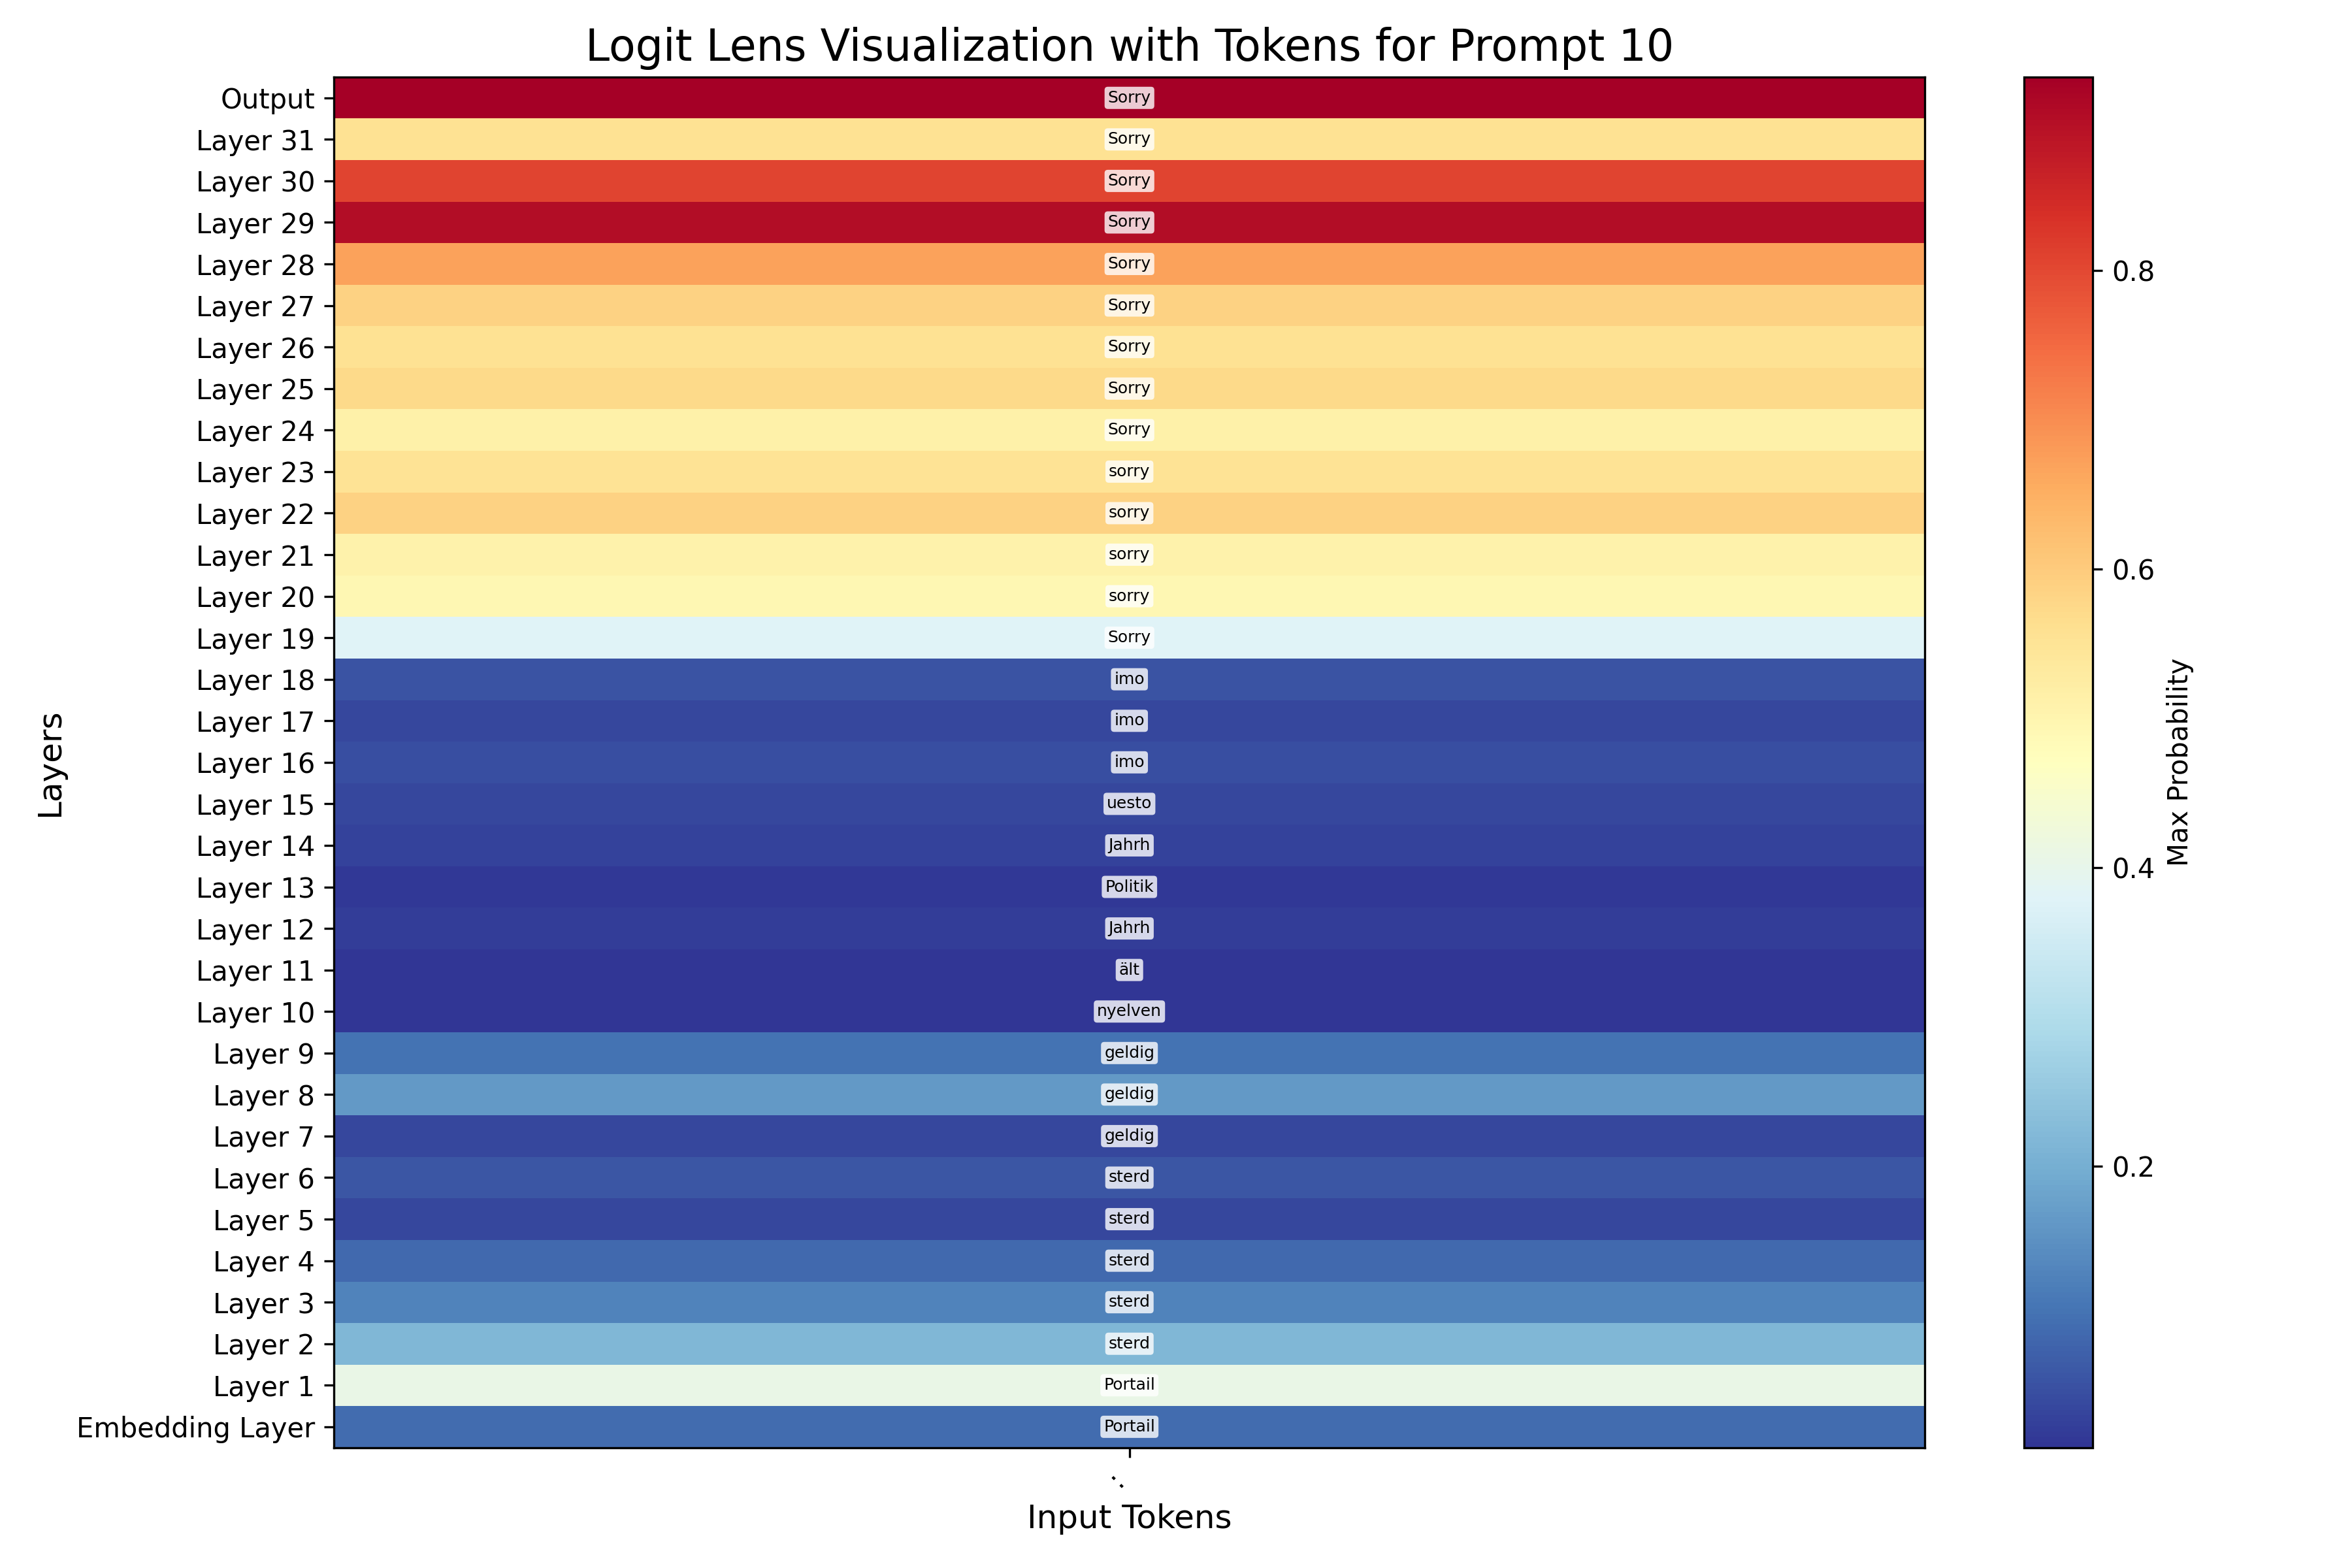 Logit Lens Visualization with Tokens for Prompt 10
Output Sorry
Layer 31 Sorry
Layer 30 Sorry
Layer 29 Sorry
Layer 28 Sorry
Layer 27 Sorry
Layer 26 Sorry
Layer 25 Sorry
Layer 24 Sorry
Layer 23 sorry
Layer 22 sorry
Layer 21 sorry
Layer 20 sorry
Layer 19 Sorry
Layer 18 imo
Layer 17 imo
Layer 16 imo
Layer 15 uesto
Layer 14 Jahrh
Layer 13 Politik
Layer 12 Jahrh
Layer 11 ält
Layer 10 nyelven
Layer 9 geldig
Layer 8 geldig
Layer 7 geldig
Layer 6 sterd
Layer 5 sterd
Layer 4 sterd
Layer 3 sterd
Layer 2 sterd
Layer 1 Portail
Embedding Layer Portail
:
Input Tokens
Layers
0.8
0.6
0.4
0.2
Max Probability